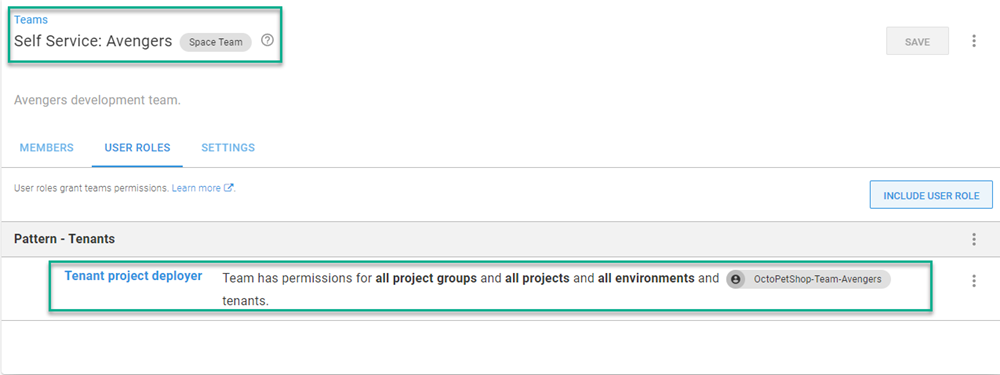 Teams
Self Service: Avengers Space Team
SAVE
Avengers development team.
MEMBERS USER ROLES SETTINGS
User roles grant teams permissions. Learn more.
INCLUDE USER ROLE
Pattern - Tenants
Tenant project deployer Team has permissions for all project groups and all projects and all environments and OctoPetShop-Team-Avengers
tenants.